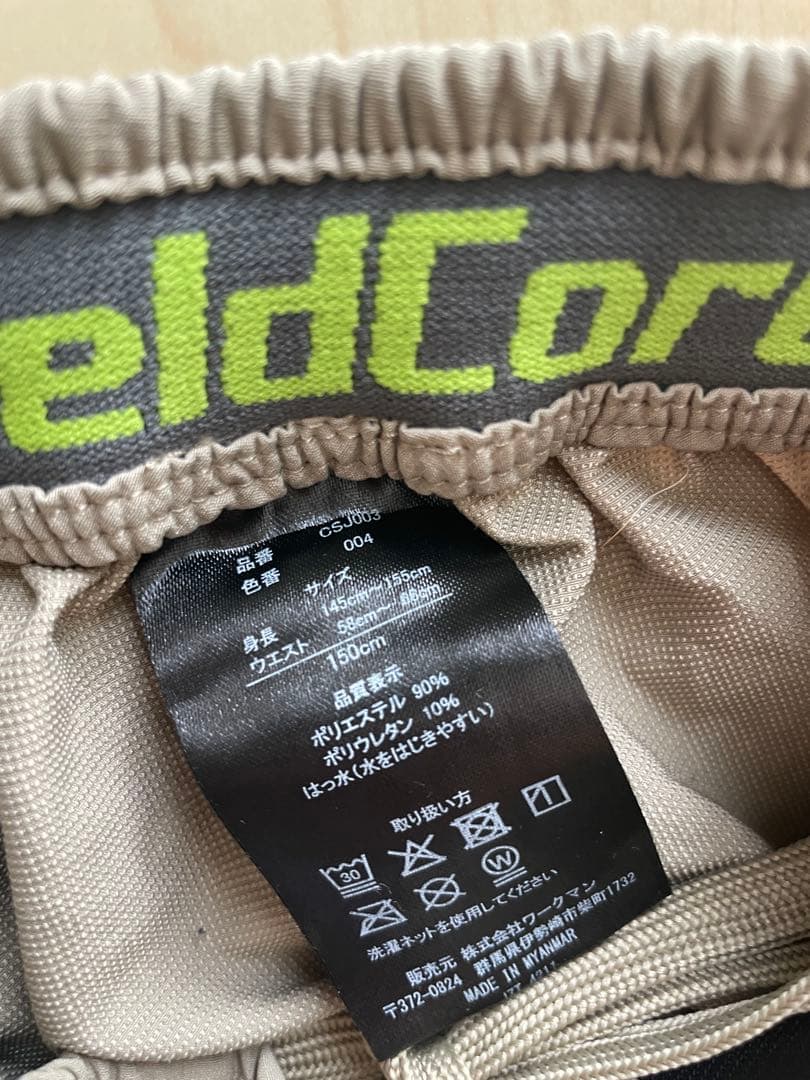 eldCor
品番 CSJ003
色番 004
サイズ
身長 145cm～155cm
ウエスト 58cm～ 68cm
150cm
品質表示
ポリエステル 90%
ポリウレタン 10%
はっ水(水をはじきやすい)
取り扱い方
30
W
洗濯ネットを使用してください
販売元 株式会社ワークマン
〒372-0824 群馬県伊勢崎市柴町1732
MADE IN MYANMAR